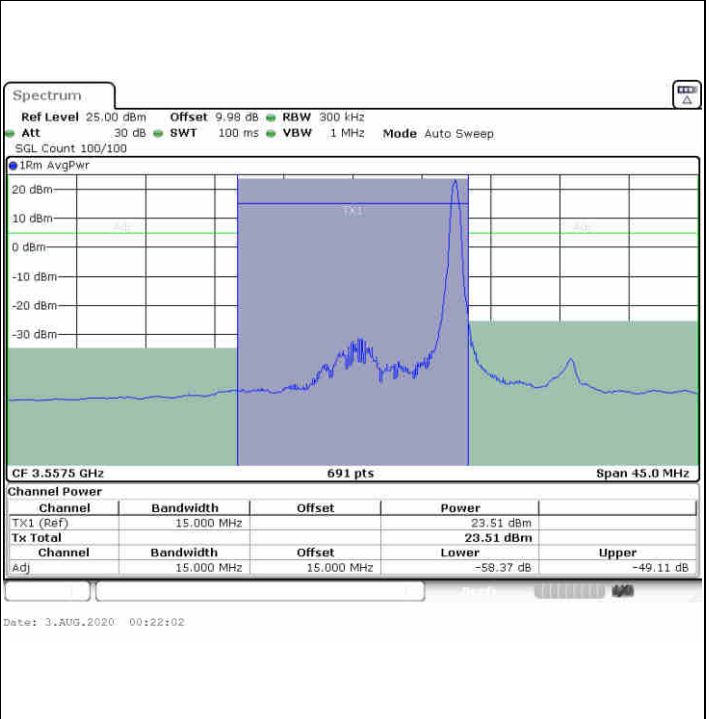 Spectrum
Ref Level 25.00 dBm Offset 9.98 dB RBW 300 kHz
Att 30 dB SWT 100 ms VBW 1 MHz Mode Auto Sweep
SGL Count 100/100
1Rm AvgPwr
20 dBm
TX1
10 dBm
Adj Adj
0 dBm
-10 dBm
-20 dBm
-30 dBm
CF 3.5575 GHz 691 pts Span 45.0 MHz
Channel Power
Channel Bandwidth Offset Power
TX1 (Ref) 15.000 MHz 23.51 dBm
Tx Total 23.51 dBm
Channel Bandwidth Offset Lower Upper
Adj 15.000 MHz 15.000 MHz -58.37 dB -49.11 dB
Date: 3.AUG.2020 00:22:02